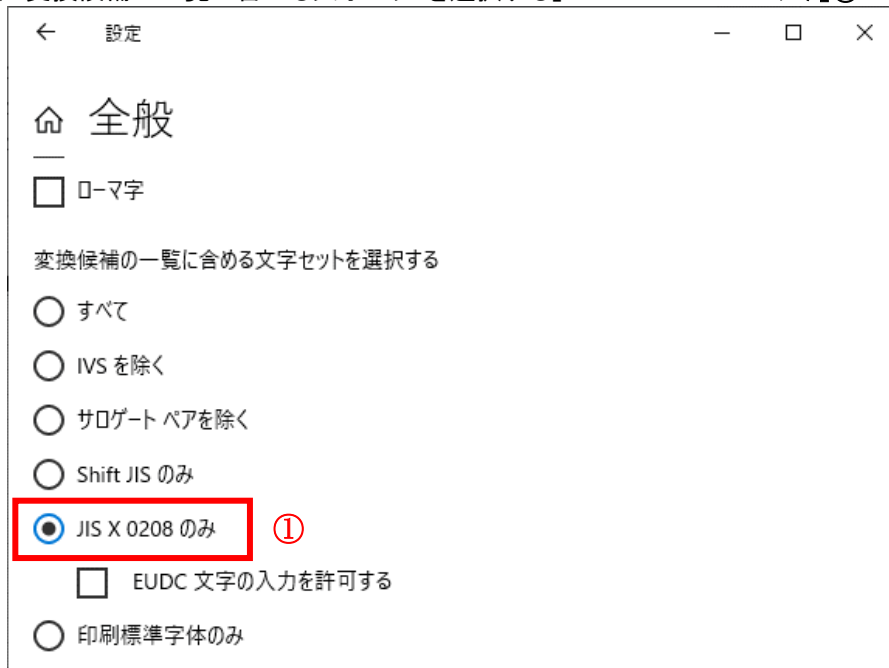 設定
全般
ローマ字
変換候補の一覧に含める文字セットを選択する
すべて
IVS を除く
サロゲート ペアを除く
Shift JIS のみ
JIS X 0208 のみ ①
EUDC 文字の入力を許可する
印刷標準字体のみ